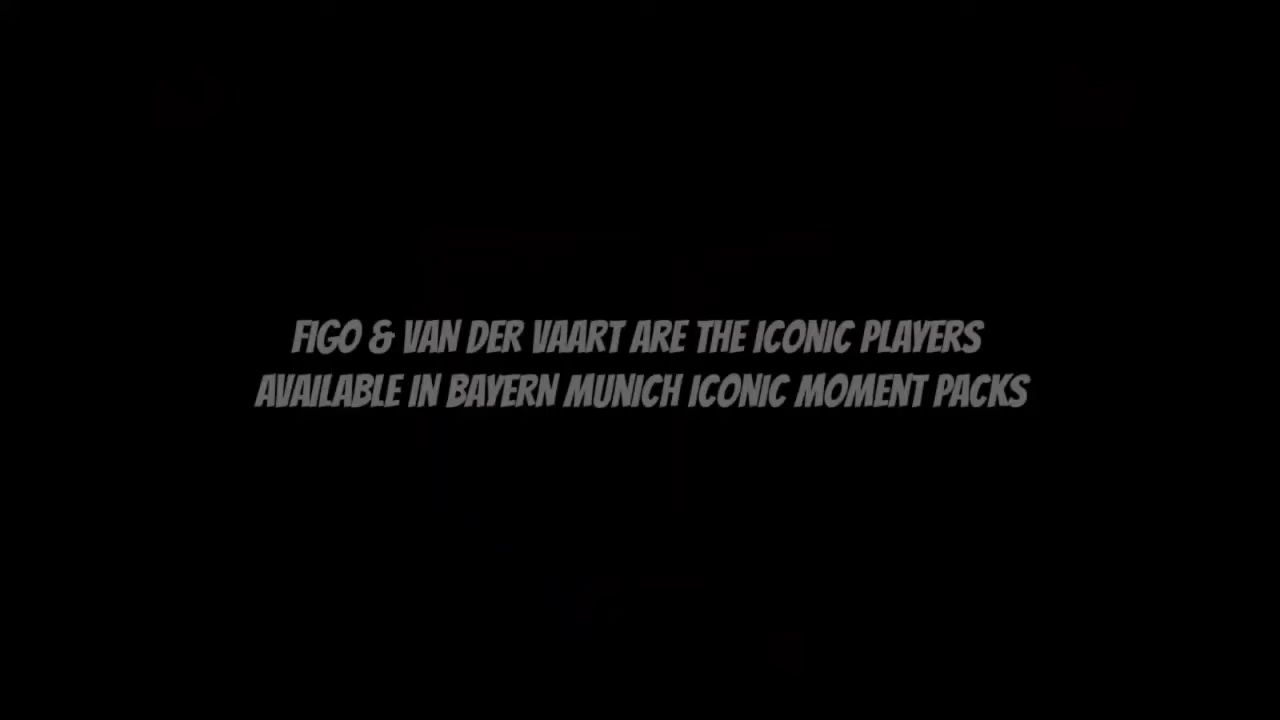 FIGO & VAN DER VAART ARE THE ICONIC PLAYERS
AVAILABLE IN BAYERN MUNICH ICONIC MOMENT PACKS